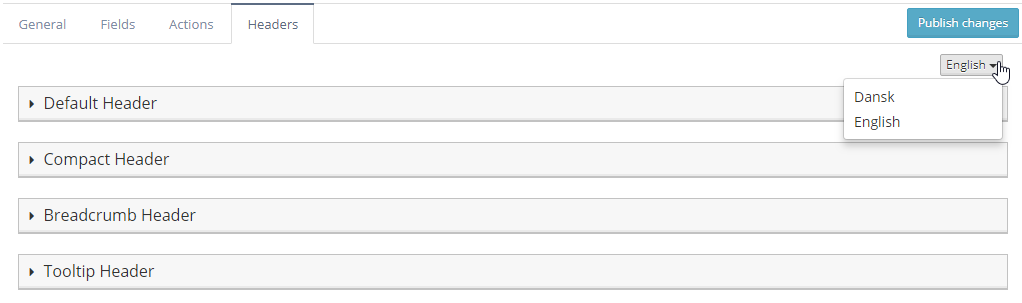 General Fields Actions Headers Publish changes
English
Default Header
Dansk
English
Compact Header
Breadcrumb Header
Tooltip Header